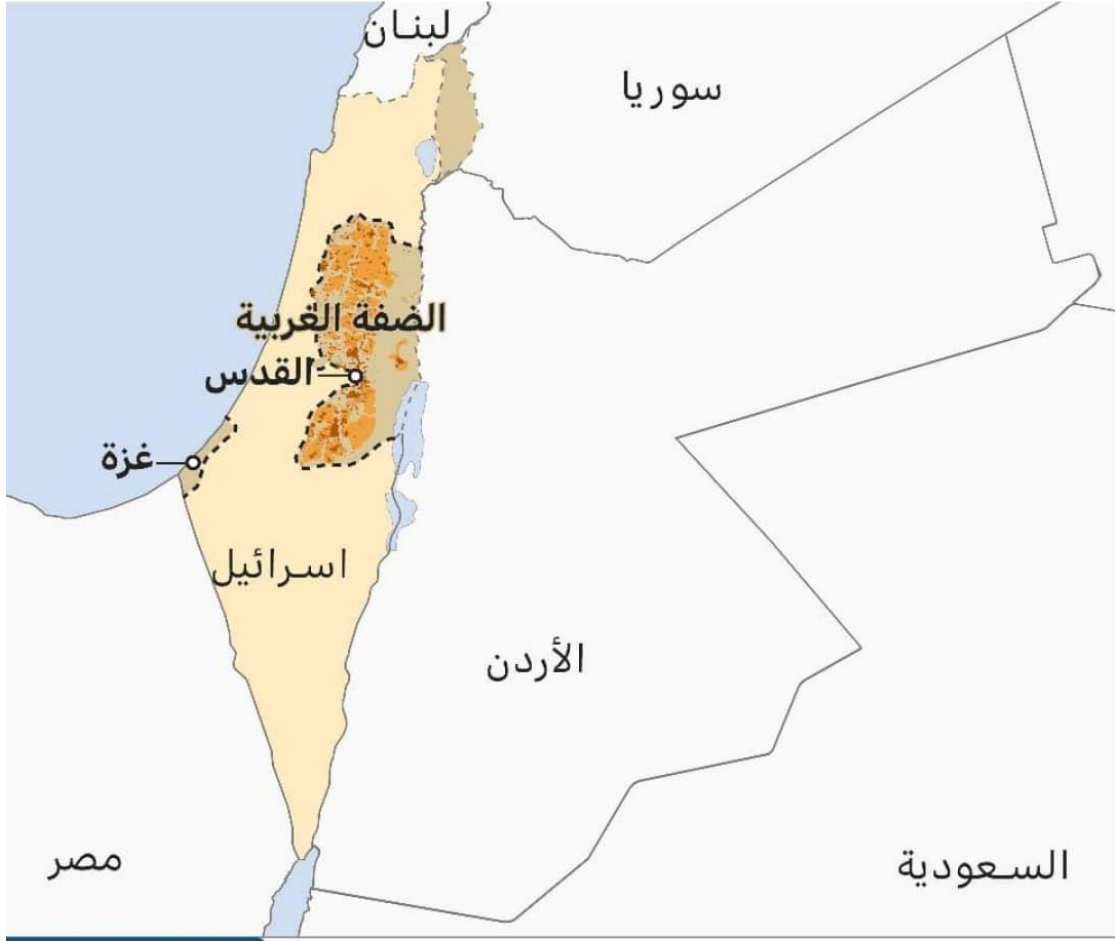 لبنان
سوريا
الضفة الغربية
القدس
غزة
اسرائيل
الأردن
مصر
السعودية